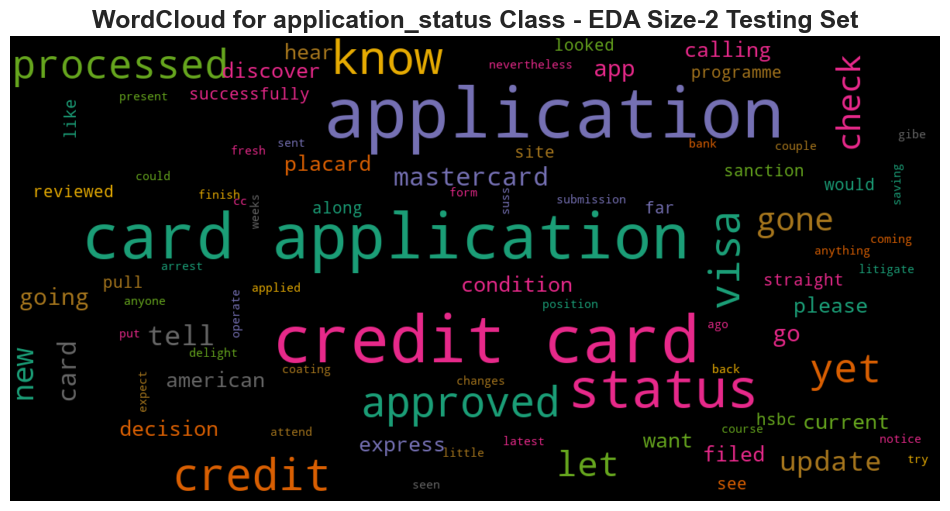 WordCloud for application_status Class - EDA Size-2 Testing Set
processed
discover
hear
know
looked
nevertheless
app
calling
programme
check
like
present
successfully
application
gibe
fresh
sent
placard
site
bank
couple
sanction
mastercard
reviewed
could
finish
cc
weeks
form
suss
submission
far
would
saving
along
card application
visa
gone
coming
anything
arrest
litigate
pull
applied
condition
straight
going
anyone
operate
position
please
put
tell
credit card
ago
go
new
card
delight
american
coating
changes
back
yet
expect
approved
status
decision
attend
express
little
latest
want
hsbc
course
current
notice
filed
credit
let
update
try
seen
see